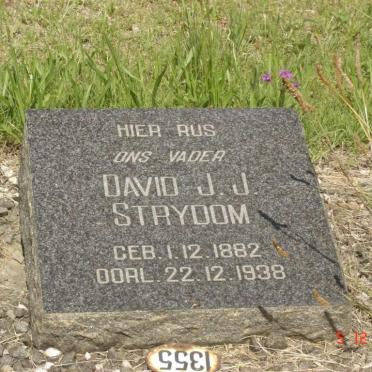 HIER RUS
ONS VADER
DAVID J. J.
STRYDOM
GEB. 1. 12. 1882
OORL. 22. 12. 1938
1355